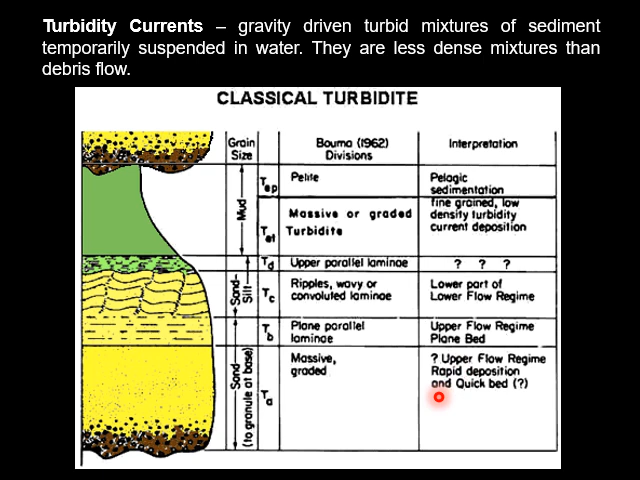 Turbidity Currents – gravity driven turbid mixtures of sediment
temporarily suspended in water. They are less dense mixtures than
debris flow.
CLASSICAL TURBIDITE
Grain Size
Bouma (1962) Divisions
Interpretation
Mud
Tep
Pelite
Pelagic
sedimentation
Tet
Massive or graded
Turbidite
fine grained, low
density turbidity
current deposition
Td
Upper parallel laminae
? ? ?
Sand-
Silt
Tc
Ripples, wavy or
convoluted laminae
Lower part of
Lower Flow Regime
Tb
Plane parallel
laminae
Upper Flow Regime
Plane Bed
Sand
(to granule at base)
Ta
Massive,
graded
? Upper Flow Regime
Rapid deposition
and Quick bed (?)